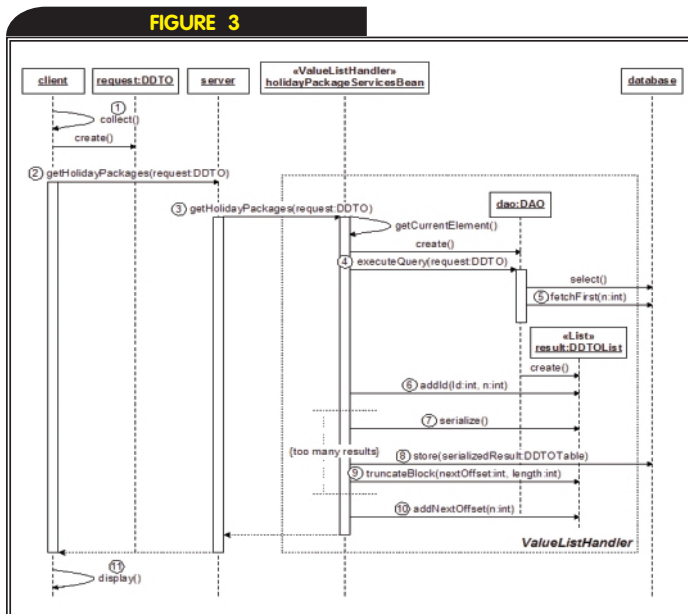 FIGURE 3
client
request:DDTO
server
«ValueListHandler»
holidayPackageServicesBean
database
1
collect()
create()
2 getHolidayPackages(request:DDTO)
3 getHolidayPackages(request:DDTO)
getCurrentElement()
dao:DAO
create()
4 executeQuery(request:DDTO)
select()
5 fetchFirst(n:int)
«List»
result:DDTOList
create()
6 addId(Id:int, n:int)
7 serialize()
{too many results}
8 store(serializedResult:DDTOTable)
9 truncateBlock(nextOffset:int, length:int)
10 addNextOffset(n:int)
ValueListHandler
11
display()